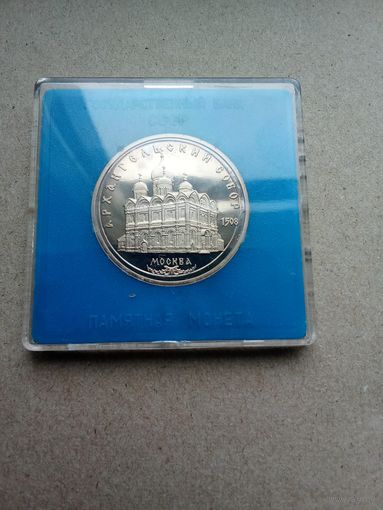 ГОСУДАРСТВЕННЫЙ БАНК
СССР
АРХАНГЕЛЬСКИЙ СОБОР
1508
МОСКВА
ПАМЯТНАЯ МОНЕТА